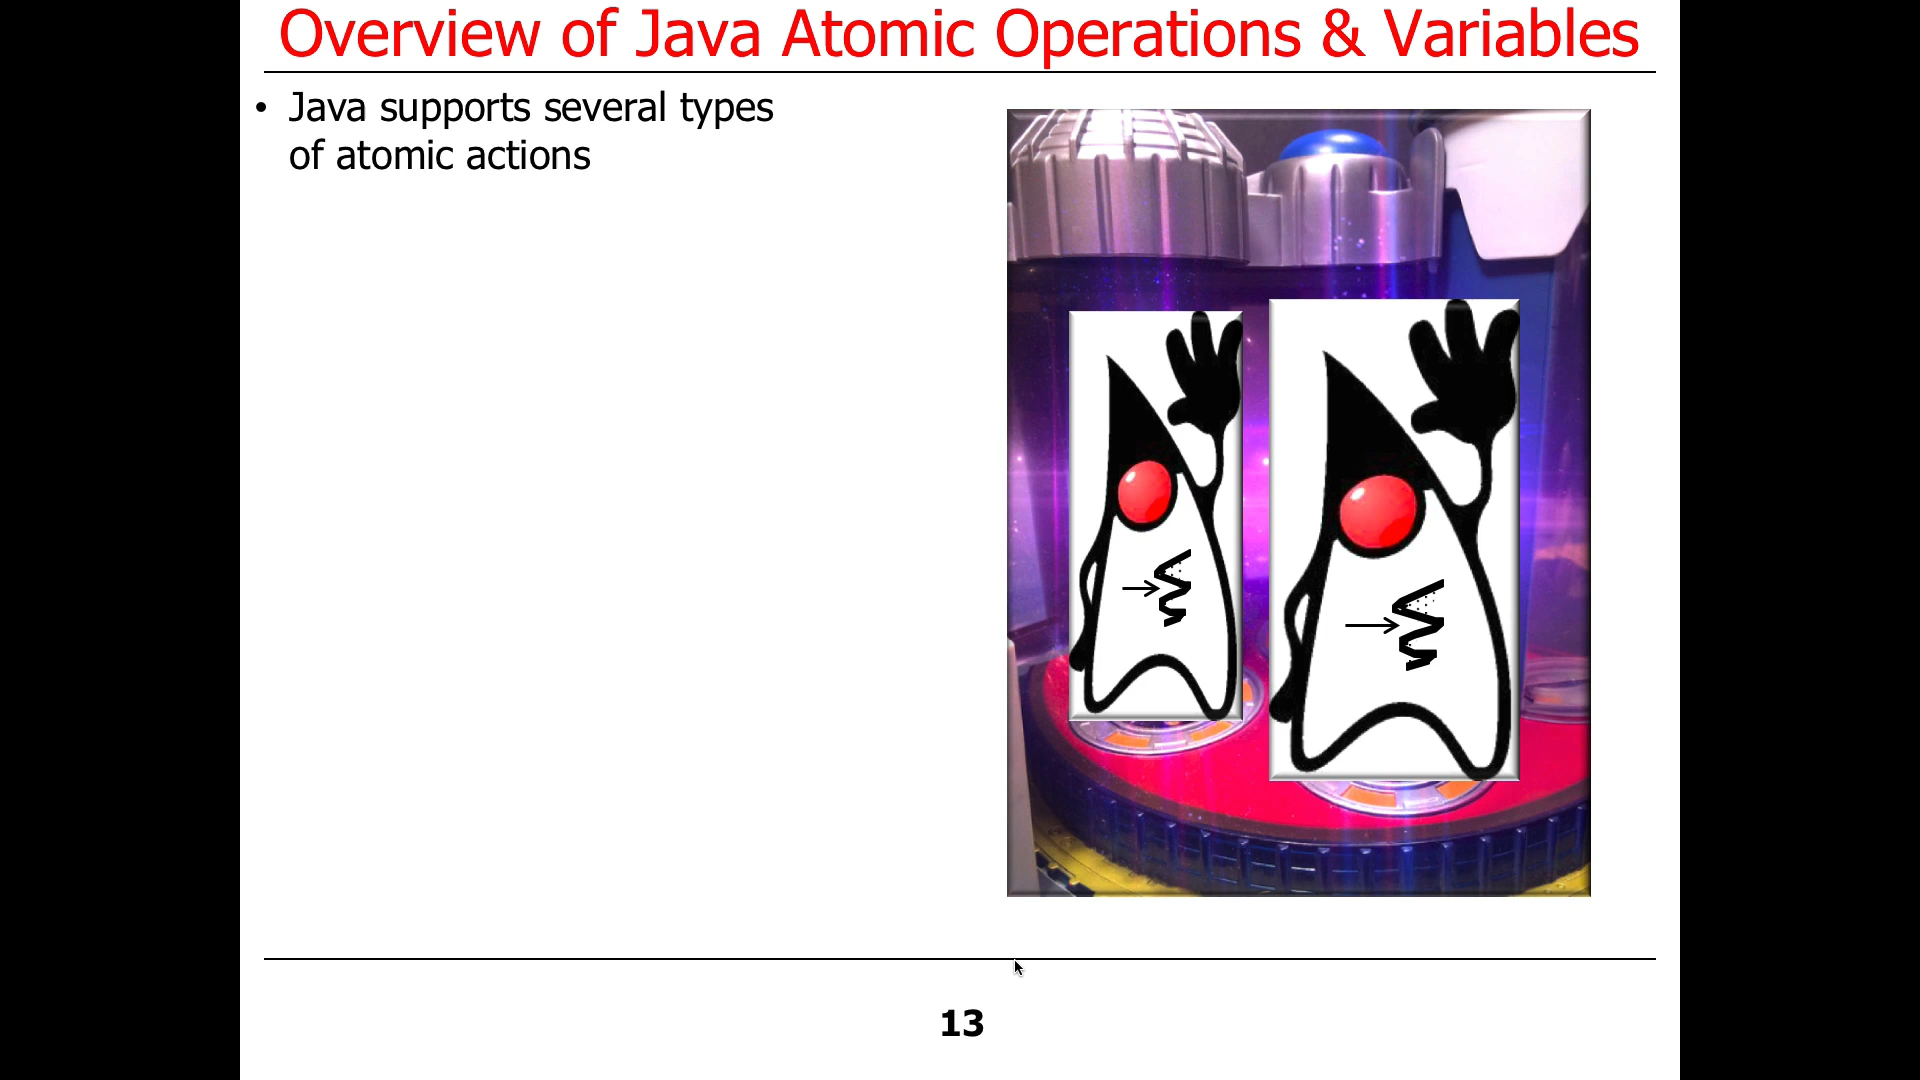 Overview of Java Atomic Operations & Variables
• Java supports several types
of atomic actions
13